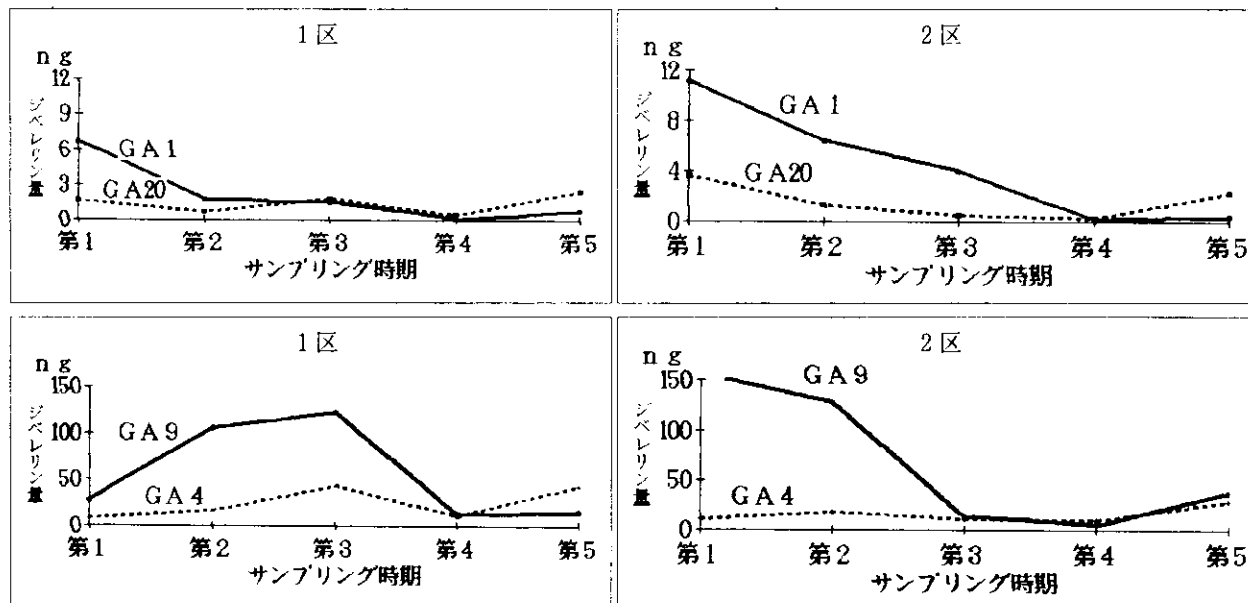 1区
ng
12
9
6
3
0
ジベレリン量
GA1
GA20
第1 第2 第3 第4 第5
サンプリング時期
2区
ng
12
8
4
0
ジベレリン量
GA1
GA20
第1 第2 第3 第4 第5
サンプリング時期
1区
ng
150
100
50
0
ジベレリン量
GA9
GA4
第1 第2 第3 第4 第5
サンプリング時期
2区
ng
150
100
50
0
ジベレリン量
GA9
GA4
第1 第2 第3 第4 第5
サンプリング時期